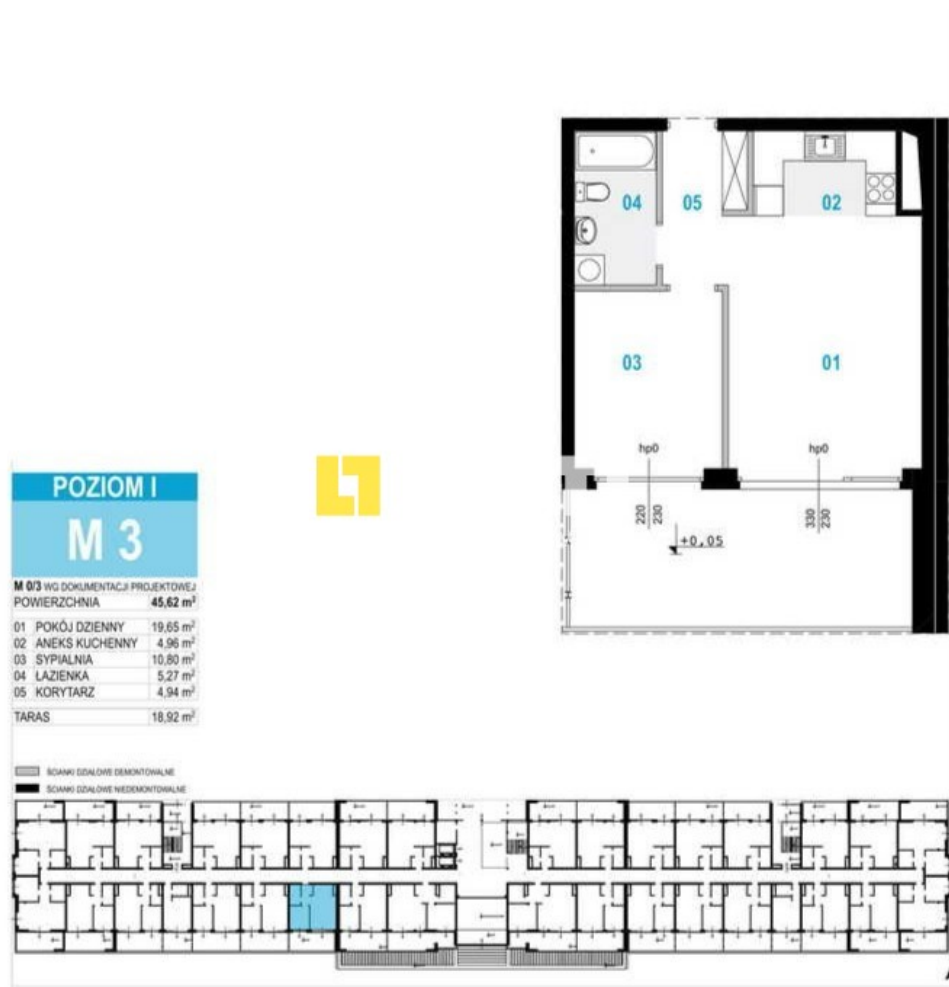 04
05
02
03
01
hp0
hp0
220
230
330
230
+0,05
POZIOM I
M 3
M 0/3 WG DOKUMENTACJI PROJEKTOWEJ
POWIERZCHNIA 45,62 m²
01 POKÓJ DZIENNY 19,65 m²
02 ANEKS KUCHENNY 4,96 m²
03 SYPIALNIA 10,80 m²
04 ŁAZIENKA 5,27 m²
05 KORYTARZ 4,94 m²
TARAS 18,92 m²
ŚCIANKI DZIAŁOWE DEMONTOWALNE
ŚCIANKI DZIAŁOWE NIEDEMONTOWALNE